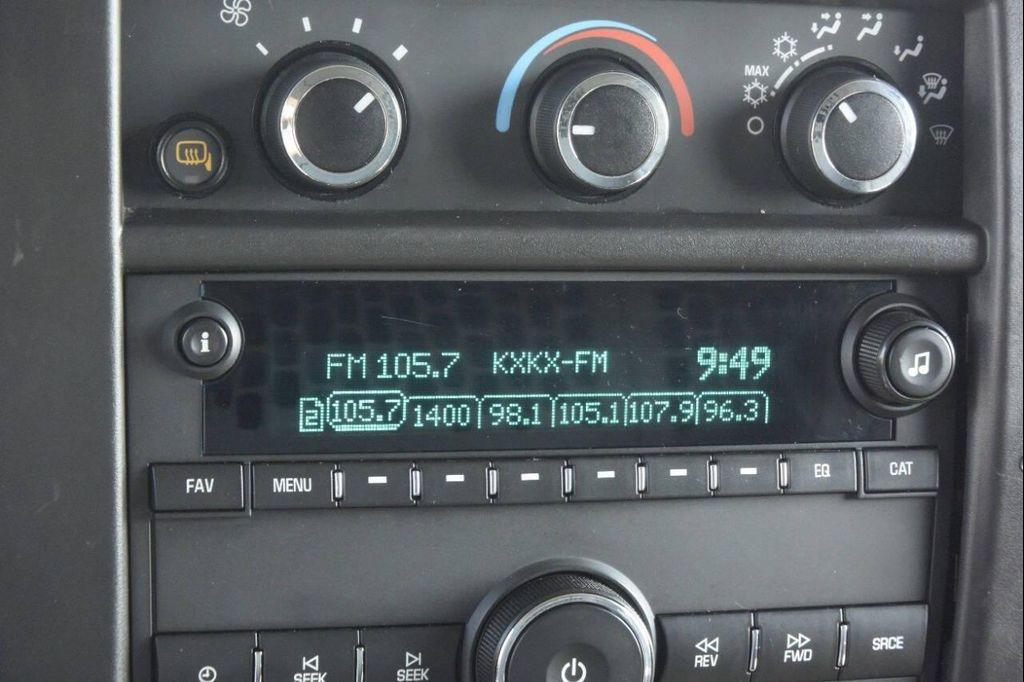 MAX
i
FM 105.7 KXKX-FM 9:49
2 105.7 1400 98.1 105.1 107.9 96.3
FAV MENU EQ CAT
SEEK SEEK REV FWD SRCE